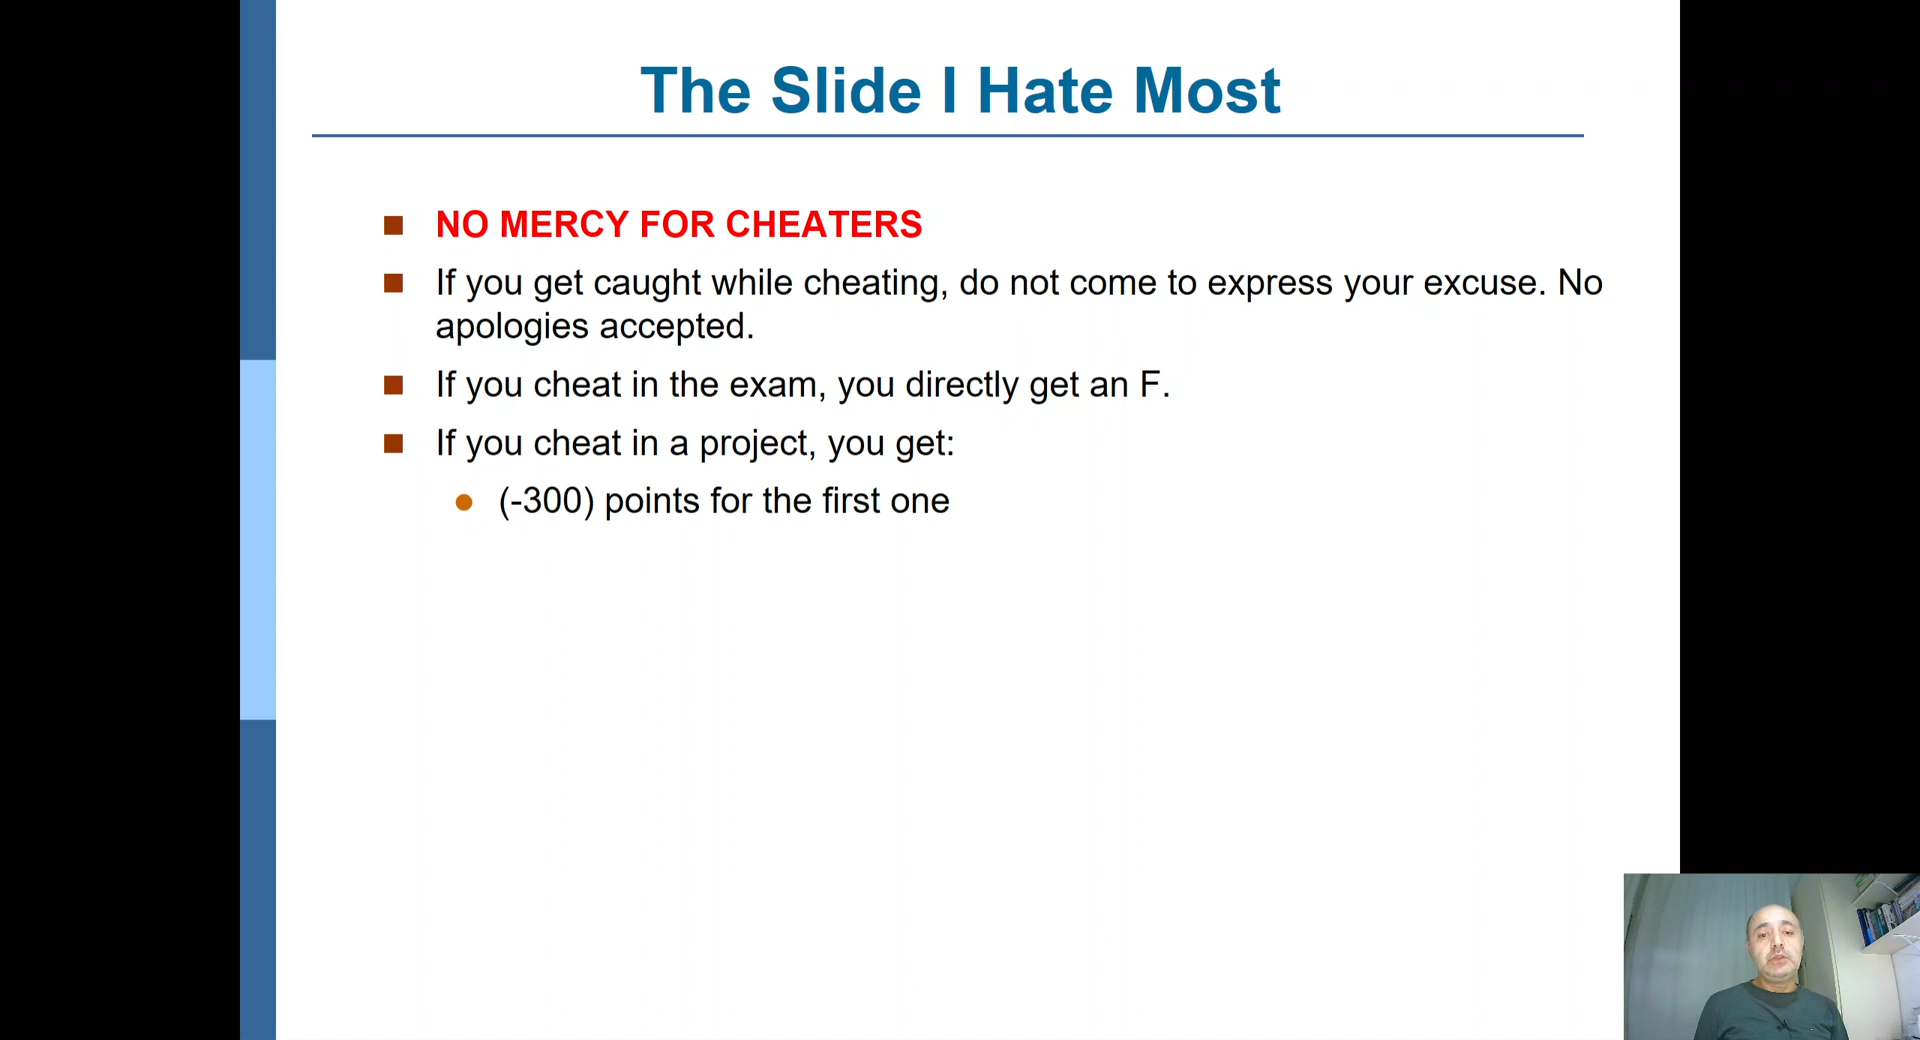 The Slide I Hate Most
NO MERCY FOR CHEATERS
If you get caught while cheating, do not come to express your excuse. No
apologies accepted.
If you cheat in the exam, you directly get an F.
If you cheat in a project, you get:
(-300) points for the first one